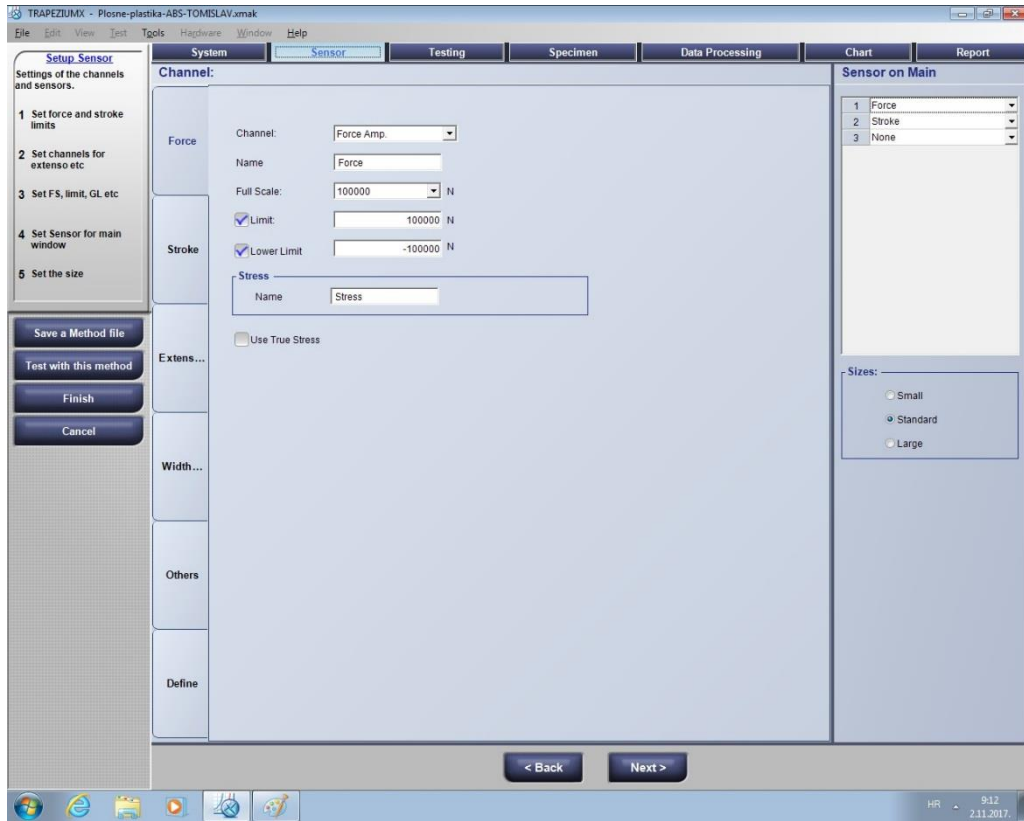 TRAPEZIUMX - Plosne-plastika-ABS-TOMISLAV.xmak
File Edit View Test Tools Hardware Window Help
Setup Sensor
Settings of the channels
and sensors.
1 Set force and stroke
limits
2 Set channels for
extenso etc
3 Set FS, limit, GL etc
4 Set Sensor for main
window
5 Set the size
Save a Method file
Test with this method
Finish
Cancel
System Sensor Testing Specimen Data Processing Chart Report
Channel:
Force
Stroke
Extens...
Width...
Others
Define
Channel: Force Amp.
Name Force
Full Scale: 100000 N
Limit: 100000 N
Lower Limit -100000 N
Stress
Name Stress
Use True Stress
Sensor on Main
1 Force
2 Stroke
3 None
Sizes:
Small
Standard
Large
< Back Next >
HR 9:12
2.11.2017.